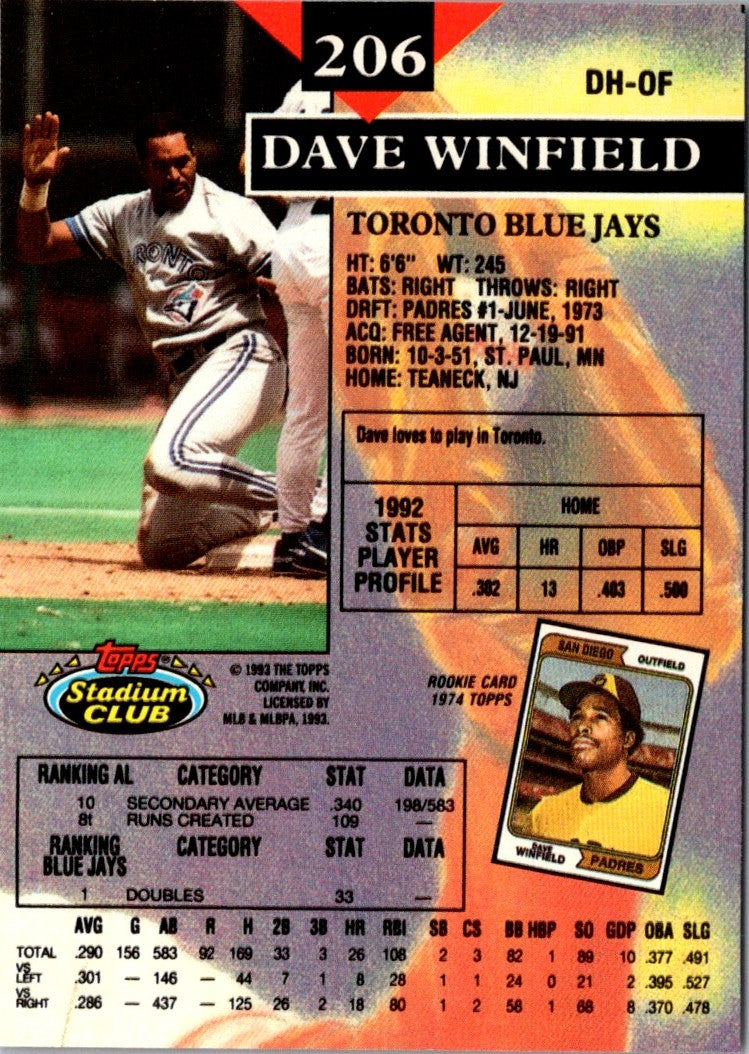 206
DH-OF
DAVE WINFIELD
TORONTO BLUE JAYS
HT: 6'6" WT: 245
BATS: RIGHT THROWS: RIGHT
DRFT: PADRES #1-JUNE, 1973
ACQ: FREE AGENT, 12-19-91
BORN: 10-3-51, ST. PAUL, MN
HOME: TEANECK, NJ
RONTO
Dave loves to play in Toronto.
1992 STATS PLAYER PROFILE
HOME
AVG HR OBP SLG
.302 13 .403 .500
Topps®
Stadium
CLUB
© 1993 THE TOPPS
COMPANY, INC.
LICENSED BY
MLB & MLBPA, 1993.
ROOKIE CARD
1974 TOPPS
SAN DIEGO OUTFIELD
DAVE
WINFIELD PADRES
RANKING AL CATEGORY STAT DATA
10 SECONDARY AVERAGE .340 198/583
8t RUNS CREATED 109 —
RANKING
BLUE JAYS CATEGORY STAT DATA
1 DOUBLES 33 —
AVG G AB R H 2B 3B HR RBI SB CS BB HBP SO GDP OBA SLG
TOTAL .290 156 583 92 169 33 3 26 108 2 3 82 1 89 10 .377 .491
VS LEFT .301 — 146 — 44 7 1 8 28 1 1 24 0 21 2 .395 .527
VS RIGHT .286 — 437 — 125 26 2 18 80 1 2 58 1 68 8 .370 .478